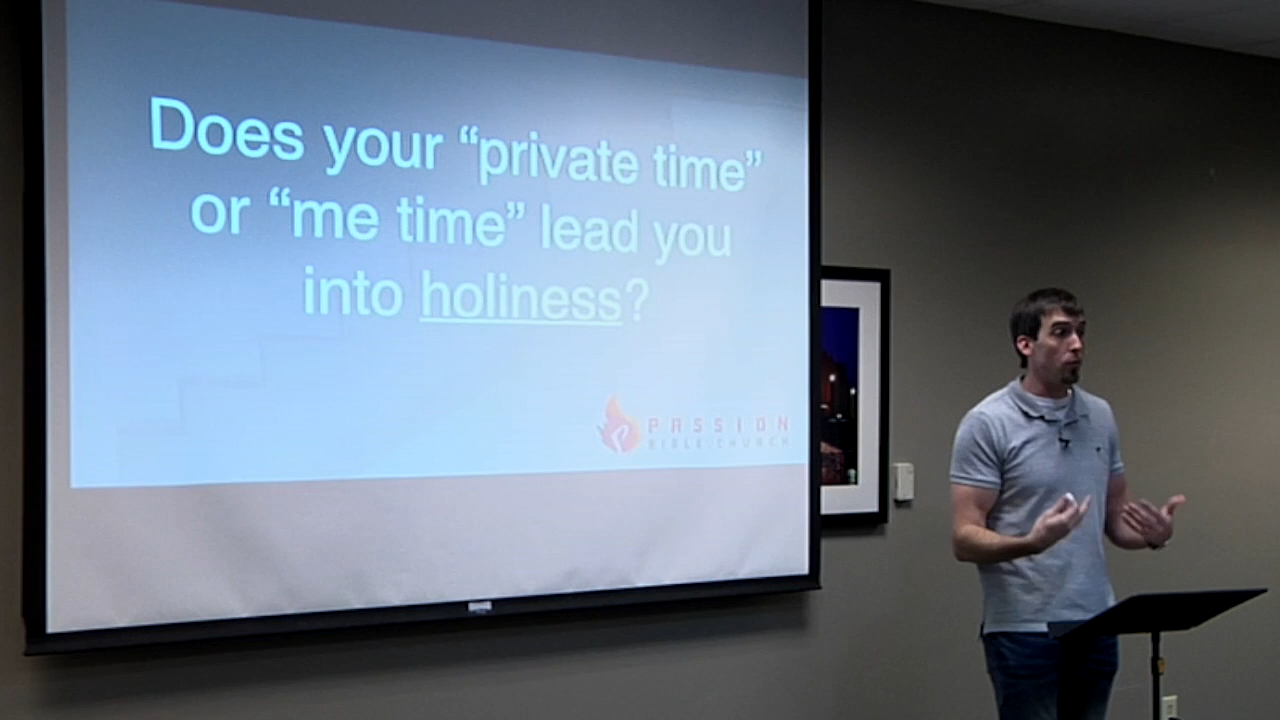 Does your “private time”
or “me time” lead you
into holiness?
PASSION
BIBLE CHURCH